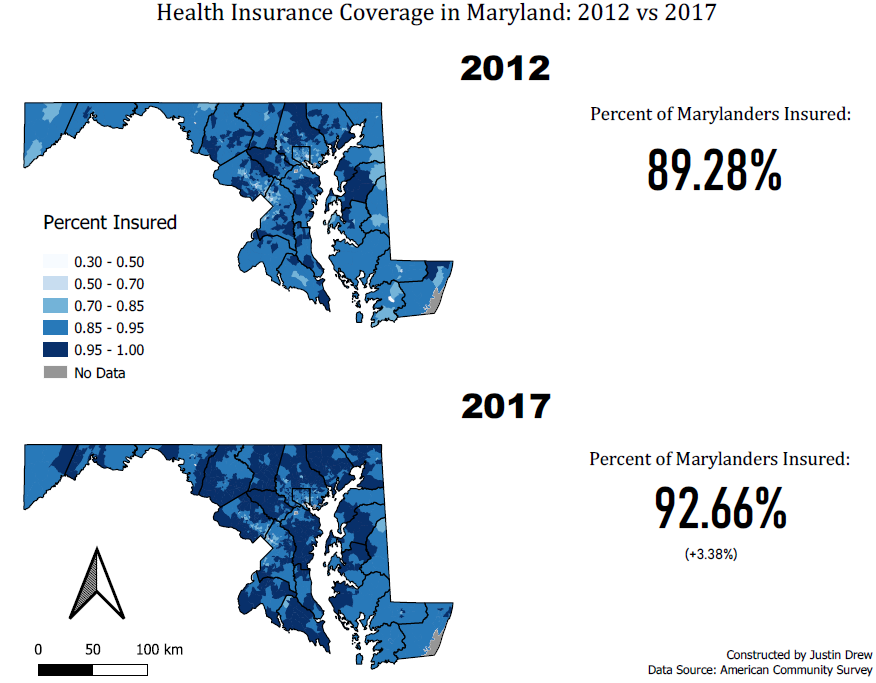 Health Insurance Coverage in Maryland: 2012 vs 2017
2012
Percent of Marylanders Insured:
89.28%
Percent Insured
0.30 - 0.50
0.50 - 0.70
0.70 - 0.85
0.85 - 0.95
0.95 - 1.00
No Data
2017
Percent of Marylanders Insured:
92.66%
(+3.38%)
0 50 100 km
Constructed by Justin Drew
Data Source: American Community Survey